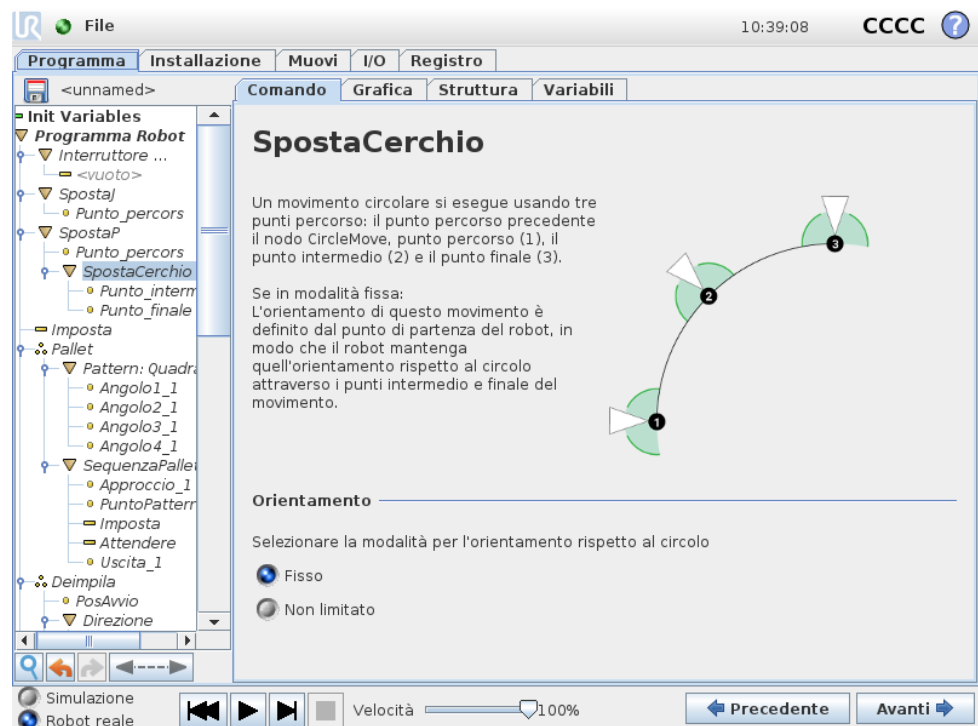 UR File 10:39:08 CCCC ?
Programma Installazione Muovi I/O Registro
<unnamed>
Comando Grafica Struttura Variabili
Init Variables
Programma Robot
Interruttore ...
<vuoto>
SpostaJ
Punto_percors
SpostaP
Punto_percors
SpostaCerchio
Punto_interm
Punto_finale
Imposta
Pallet
Pattern: Quadra
Angolo1_1
Angolo2_1
Angolo3_1
Angolo4_1
SequenzaPallet
Approccio_1
PuntoPattern
Imposta
Attendere
Uscita_1
Deimpila
PosAvvio
Direzione
SpostaCerchio
Un movimento circolare si esegue usando tre
punti percorso: il punto percorso precedente
il nodo CircleMove, punto percorso (1), il
punto intermedio (2) e il punto finale (3).
Se in modalità fissa:
L'orientamento di questo movimento è
definito dal punto di partenza del robot, in
modo che il robot mantenga
quell'orientamento rispetto al circolo
attraverso i punti intermedio e finale del
movimento.
3
2
1
Orientamento
Selezionare la modalità per l'orientamento rispetto al circolo
Fisso
Non limitato
Simulazione
Robot reale
Velocità 100%
Precedente Avanti